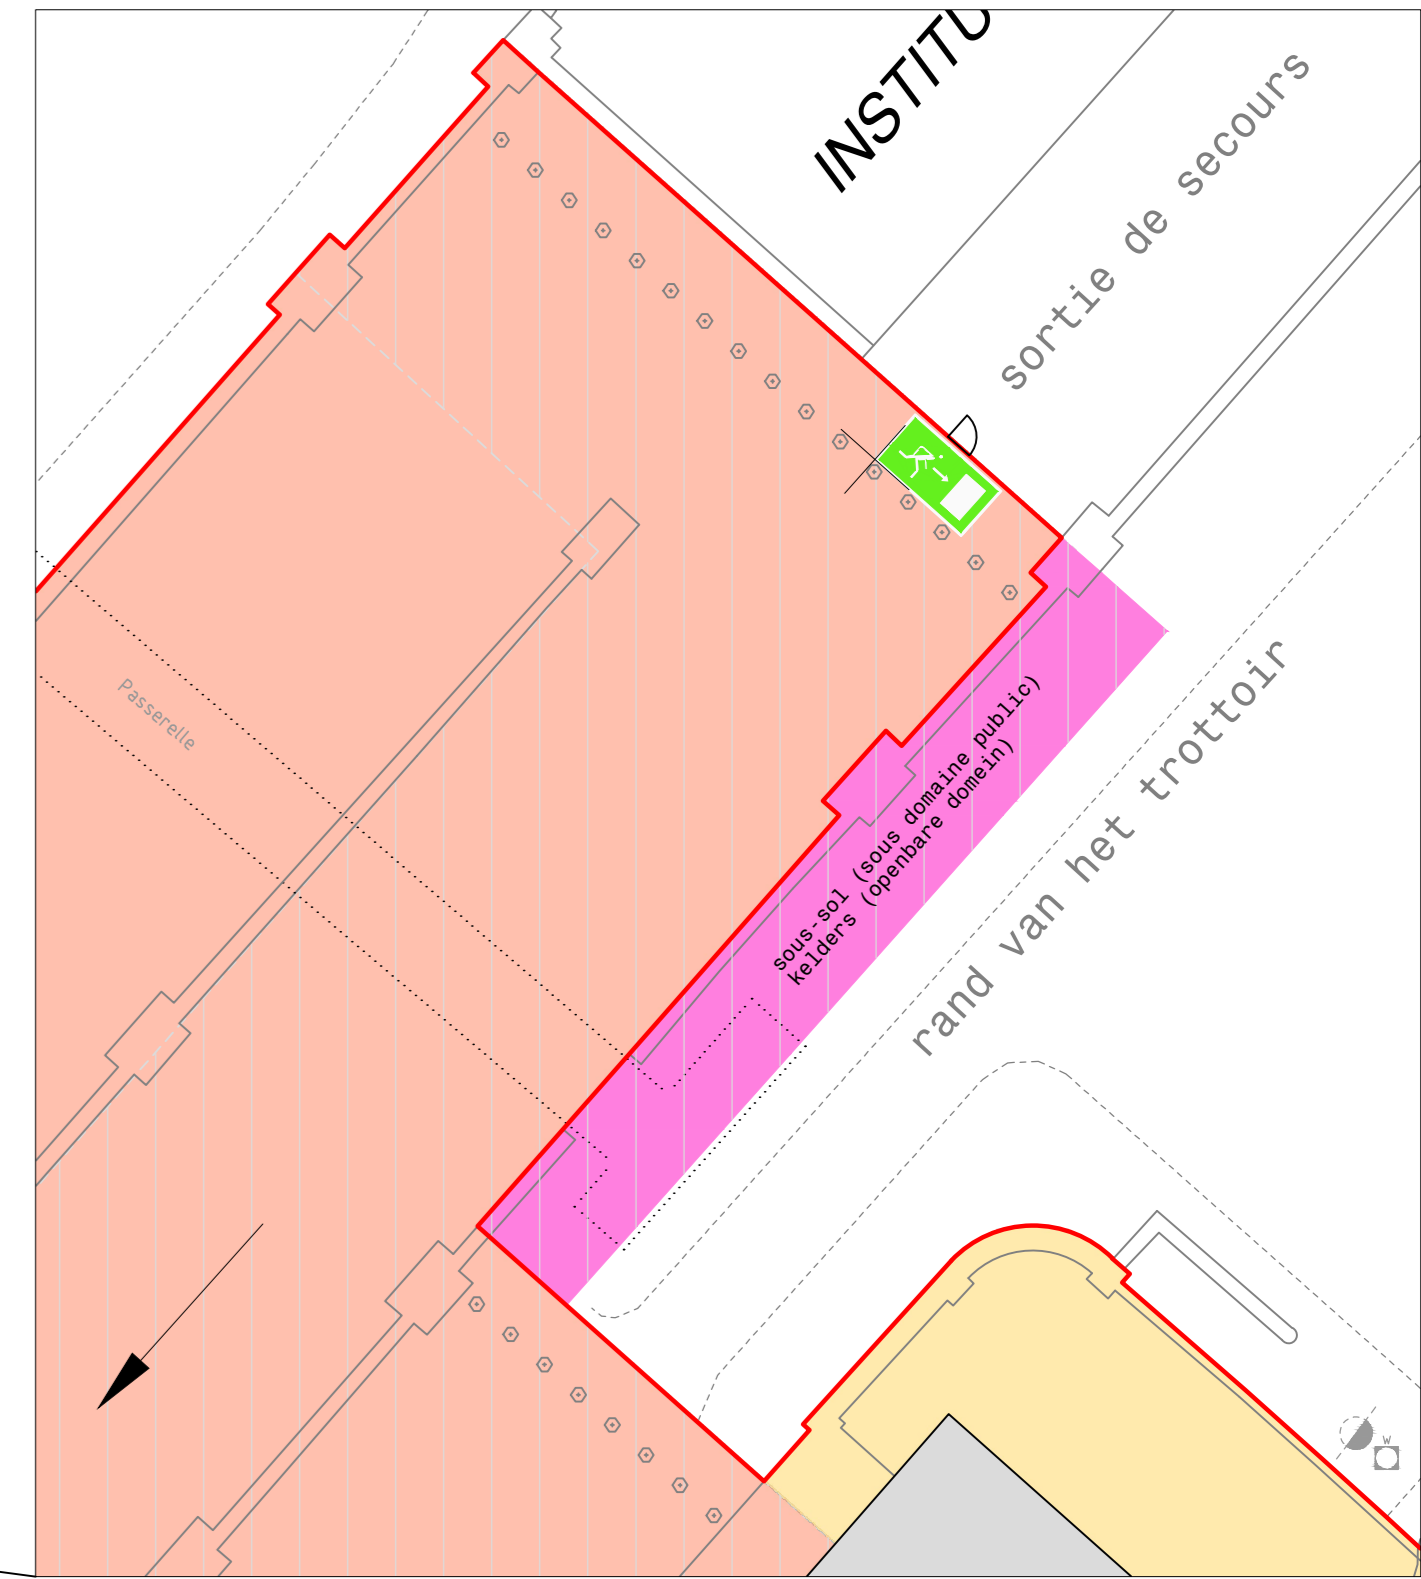 INSTITU
sortie de secours
Passerelle
sous-sol (sous domaine public)
kelders (openbare domein)
rand van het trottoir
W